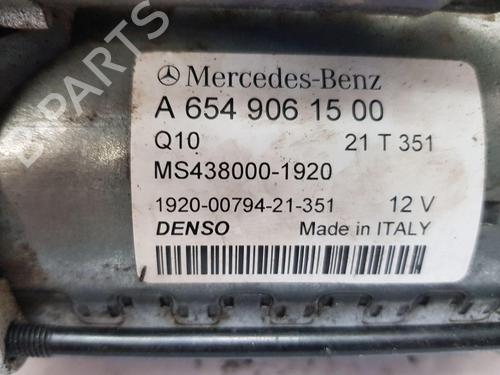 Mercedes-Benz
A 654 906 15 00
Q10 21 T 351
MS438000-1920
1920-00794-21-351 12 V
DENSO Made in ITALY
B-PARTS